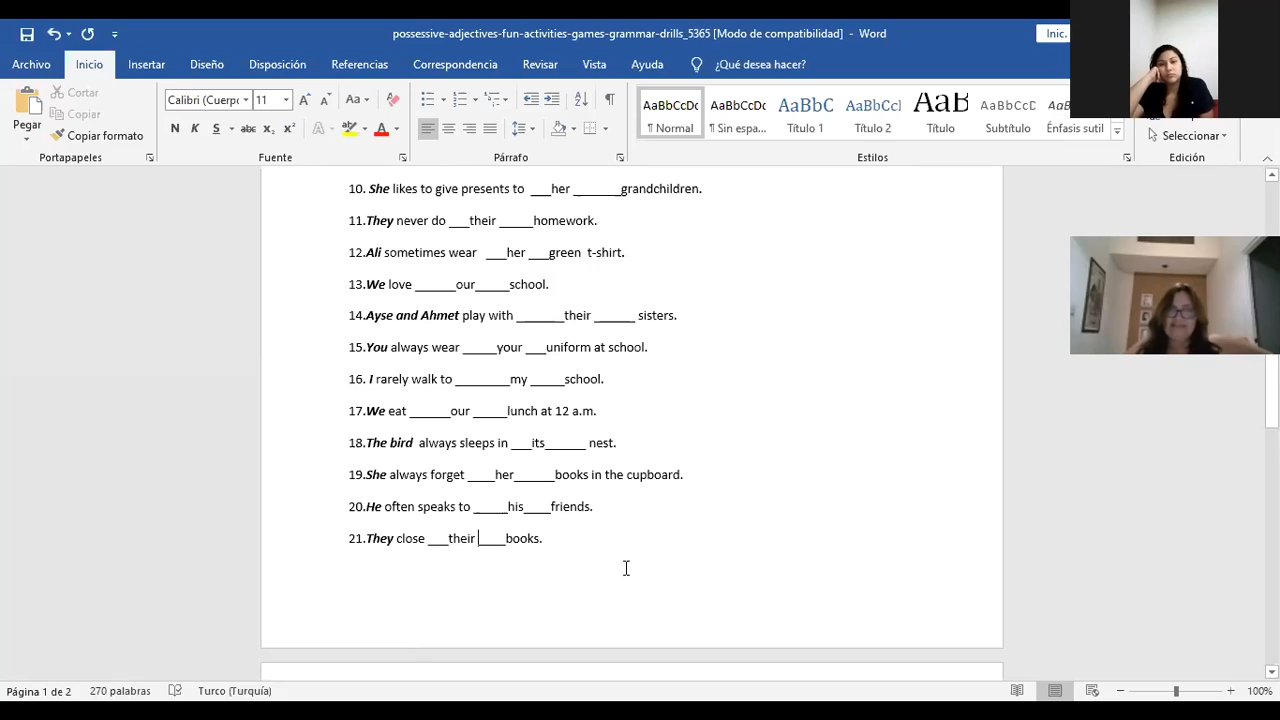 possessive-adjectives-fun-activities-games-grammar-drills_5365 [Modo de compatibilidad] - Word
Inic.
Archivo Inicio Insertar Diseño Disposición Referencias Correspondencia Revisar Vista Ayuda ¿Qué desea hacer?
Pegar
Cortar
Copiar
Copiar formato
Portapapeles
Calibri (Cuerpo 11
Fuente
Párrafo
AaBbCcDc ¶ Normal
AaBbCcDc ¶ Sin espa...
AaBbC Título 1
AaBbCc Título 2
AaB Título
AaBbCcD Subtítulo
Énfasis sutil
Estilos
Seleccionar
Edición
10. She likes to give presents to ___her _______grandchildren.
11.They never do ___their _____homework.
12.Ali sometimes wear ___her ___green t-shirt.
13.We love ______our_____school.
14.Ayse and Ahmet play with _______their ______ sisters.
15.You always wear _____your ___uniform at school.
16. I rarely walk to ________my _____school.
17.We eat ______our _____lunch at 12 a.m.
18.The bird always sleeps in ___its______ nest.
19.She always forget ____her______books in the cupboard.
20.He often speaks to _____his____friends.
21.They close ___their ____books.
Página 1 de 2 270 palabras Turco (Turquía) 100%